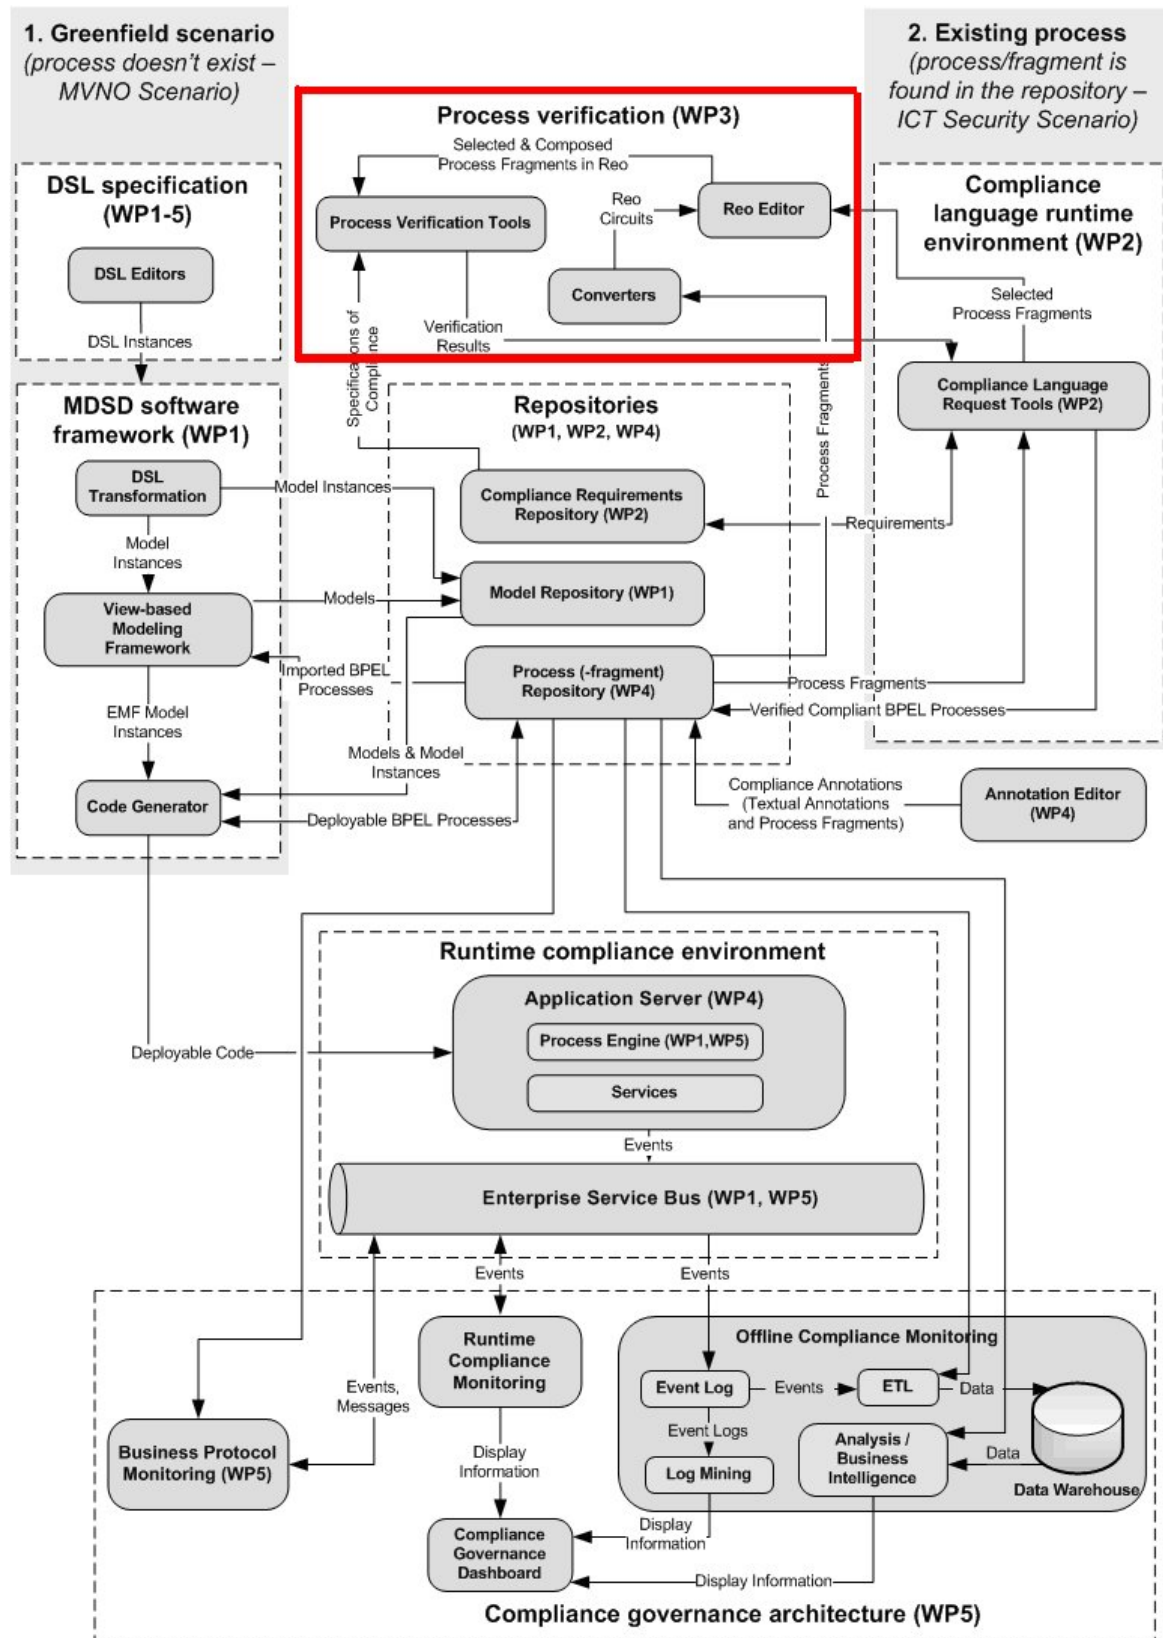 1. Greenfield scenario
(process doesn't exist –
MVNO Scenario)
2. Existing process
(process/fragment is
found in the repository –
ICT Security Scenario)
Process verification (WP3)
Selected & Composed
Process Fragments in Reo
Process Verification Tools
Reo
Circuits
Reo Editor
Converters
Verification
Results
Specifications of
Compliance
DSL specification
(WP1-5)
DSL Editors
DSL Instances
Compliance
language runtime
environment (WP2)
Selected
Process Fragments
Compliance Language
Request Tools (WP2)
MDSD software
framework (WP1)
DSL
Transformation
Model Instances
Model
Instances
View-based
Modeling
Framework
Models
Imported BPEL
Processes
EMF Model
Instances
Models & Model
Instances
Code Generator
Deployable BPEL Processes
Repositories
(WP1, WP2, WP4)
Compliance Requirements
Repository (WP2)
Model Repository (WP1)
Process (-fragment)
Repository (WP4)
Process Fragments
Requirements
Process Fragments
Verified Compliant BPEL Processes
Compliance Annotations
(Textual Annotations
and Process Fragments)
Annotation Editor
(WP4)
Deployable Code
Runtime compliance environment
Application Server (WP4)
Process Engine (WP1,WP5)
Services
Events
Enterprise Service Bus (WP1, WP5)
Events
Events
Runtime
Compliance
Monitoring
Events,
Messages
Business Protocol
Monitoring (WP5)
Display
Information
Compliance
Governance
Dashboard
Offline Compliance Monitoring
Event Log
Events
ETL
Data
Event Logs
Log Mining
Analysis /
Business
Intelligence
Data
Data Warehouse
Display
Information
Display Information
Compliance governance architecture (WP5)